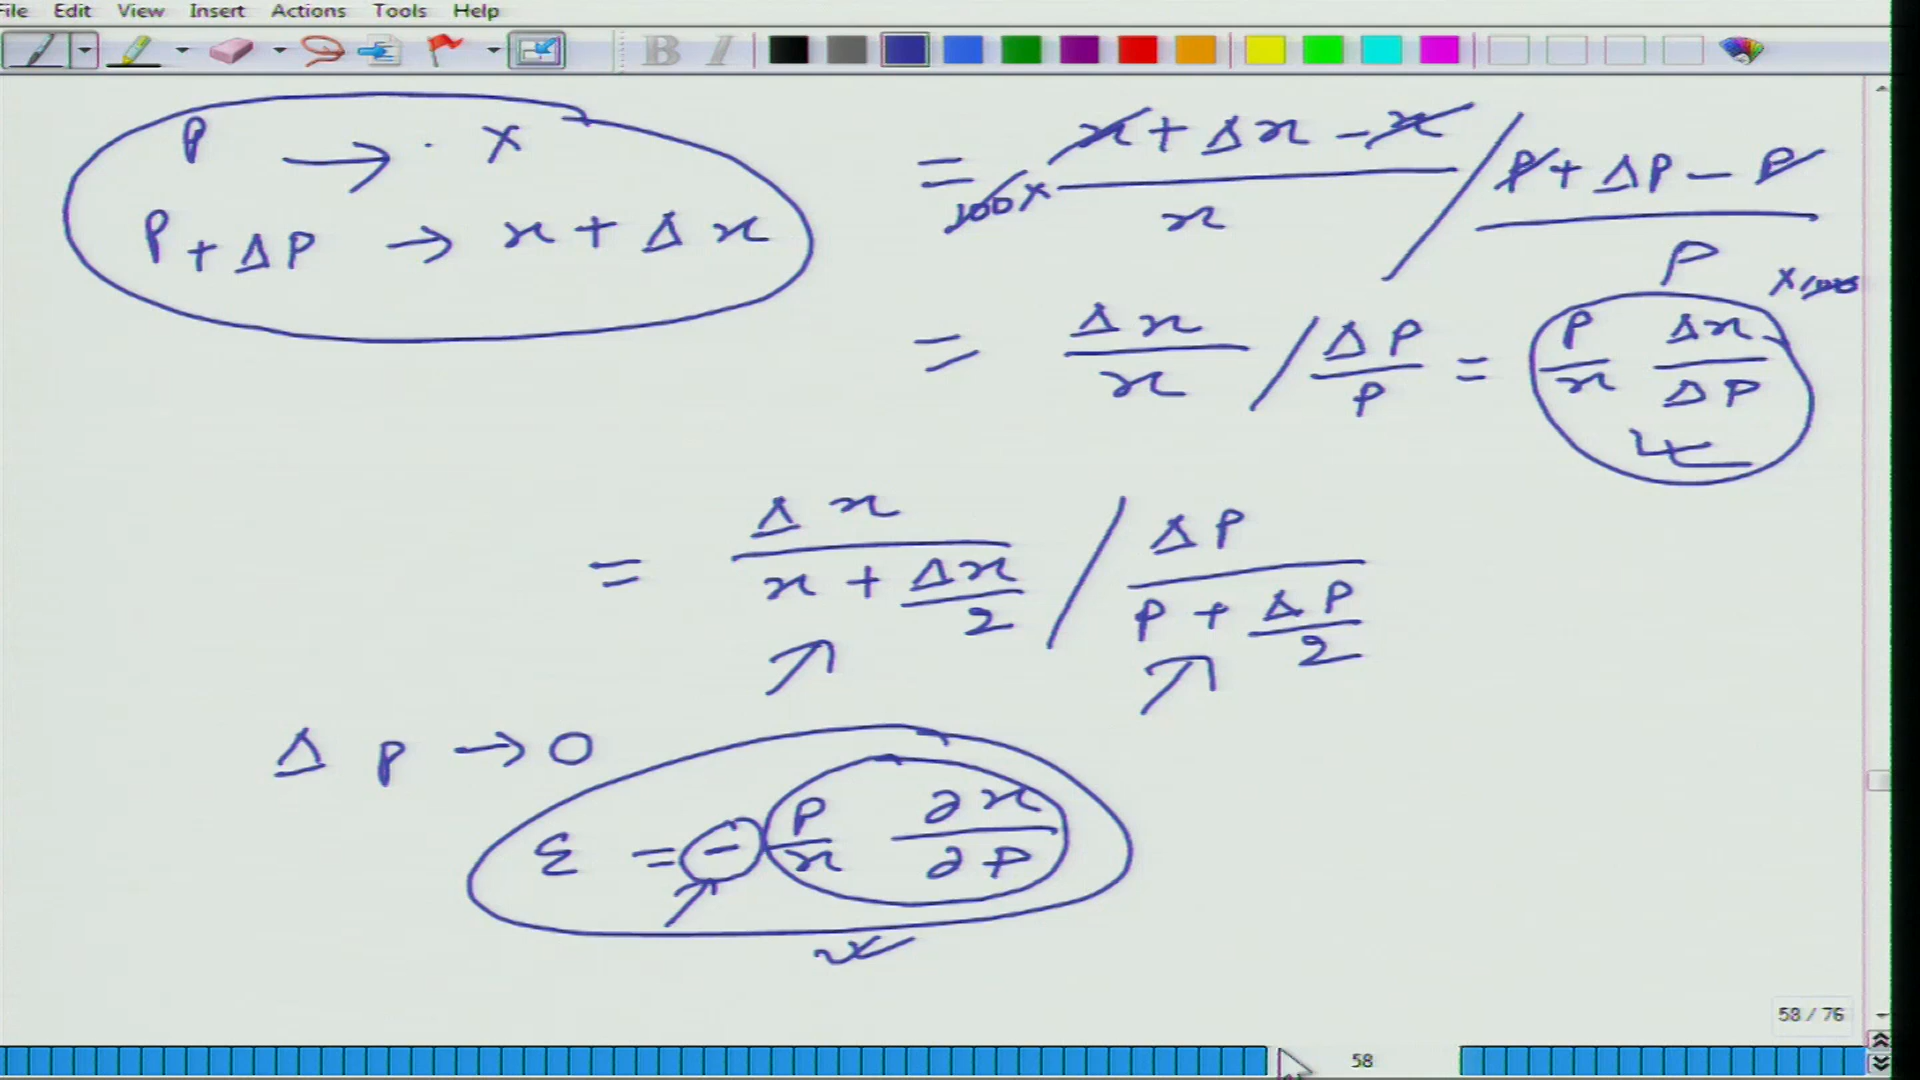 File Edit View Insert Actions Tools Help
B I
P → · x
P + ΔP → x + Δx
= 100 × (x + Δx − x) / x / (P + ΔP − P) / P × 100
= Δx / x / ΔP / P = P / x Δx / ΔP
= Δx / (x + Δx / 2) / ΔP / (P + ΔP / 2)
ΔP → 0
ε = − P / x ∂x / ∂P
58 / 76
58